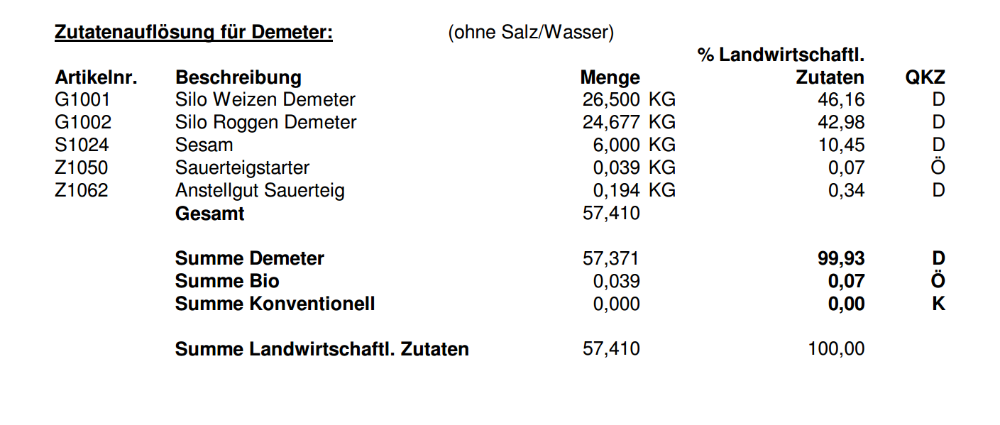 Zutatenauflösung für Demeter: (ohne Salz/Wasser)
% Landwirtschaftl.
Artikelnr. Beschreibung Menge Zutaten QKZ
G1001 Silo Weizen Demeter 26,500 KG 46,16 D
G1002 Silo Roggen Demeter 24,677 KG 42,98 D
S1024 Sesam 6,000 KG 10,45 D
Z1050 Sauerteigstarter 0,039 KG 0,07 Ö
Z1062 Anstellgut Sauerteig 0,194 KG 0,34 D
Gesamt 57,410
Summe Demeter 57,371 99,93 D
Summe Bio 0,039 0,07 Ö
Summe Konventionell 0,000 0,00 K
Summe Landwirtschaftl. Zutaten 57,410 100,00